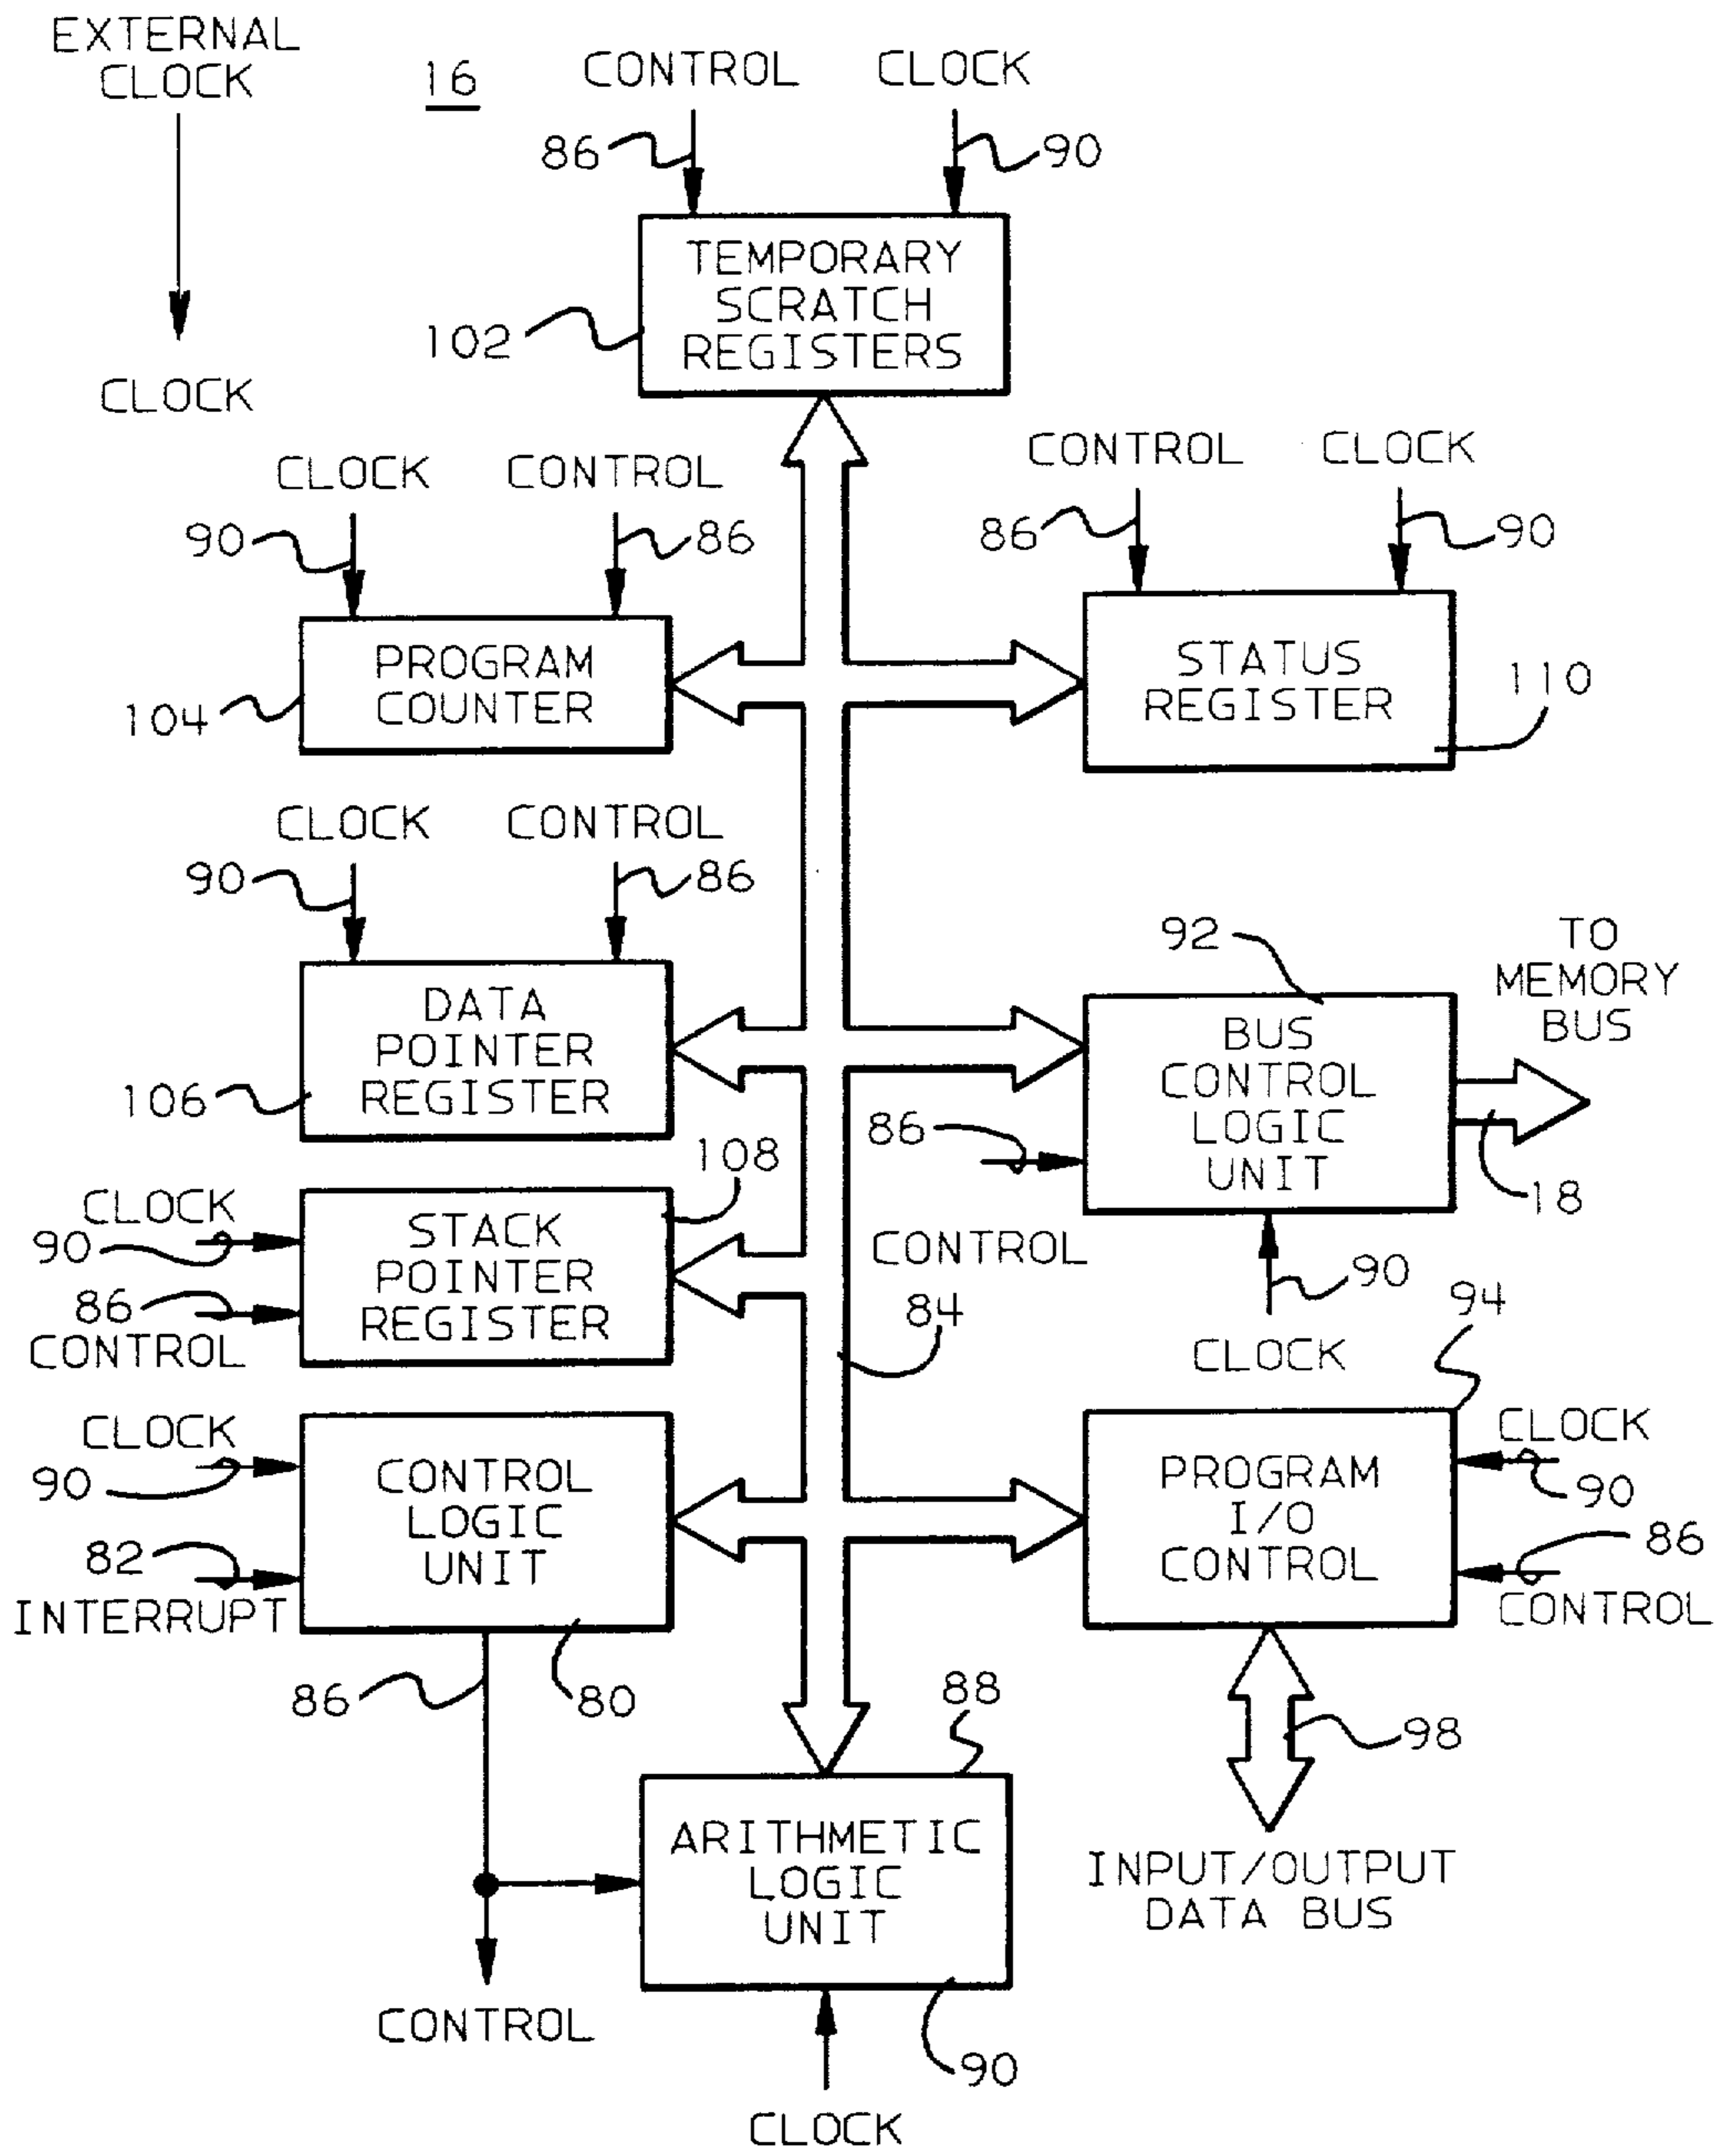 EXTERNAL
CLOCK
16
CONTROL
CLOCK
86
90
TEMPORARY
SCRATCH
REGISTERS
102
CLOCK
CLOCK
CONTROL
90
86
CONTROL
CLOCK
86
90
PROGRAM
COUNTER
104
STATUS
REGISTER
110
CLOCK
CONTROL
90
86
DATA
POINTER
REGISTER
106
92
TO
MEMORY
BUS
BUS
CONTROL
LOGIC
UNIT
86
CONTROL
18
90
CLOCK
108
CLOCK
90
STACK
POINTER
REGISTER
86
CONTROL
84
94
CLOCK
90
CONTROL
LOGIC
UNIT
82
INTERRUPT
PROGRAM
I/O
CONTROL
CLOCK
90
86
CONTROL
86
80
88
98
ARITHMETIC
LOGIC
UNIT
INPUT/OUTPUT
DATA BUS
CONTROL
90
CLOCK